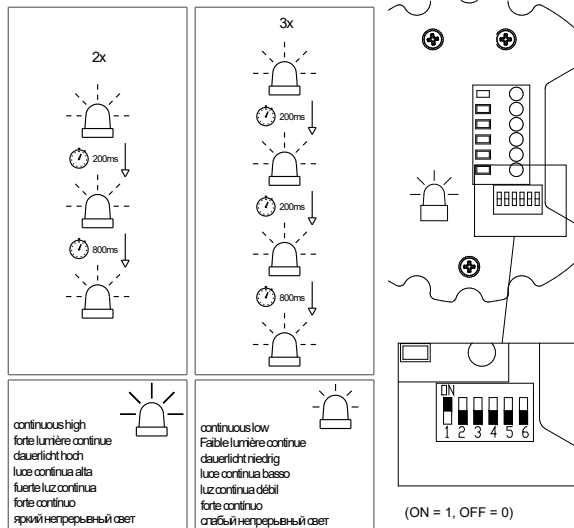 2x
200ms
800ms
3x
200ms
200ms
800ms
continuous high
forte lumière continue
dauerlicht hoch
luce continua alta
fuerte luz continua
forte contínuo
яркий непрерывный свет
continuous low
Faible lumière continue
dauerlicht niedrig
luce continua basso
luz continua débil
forte contínuo
слабый непрерывный свет
ON
1 2 3 4 5 6
(ON = 1, OFF = 0)